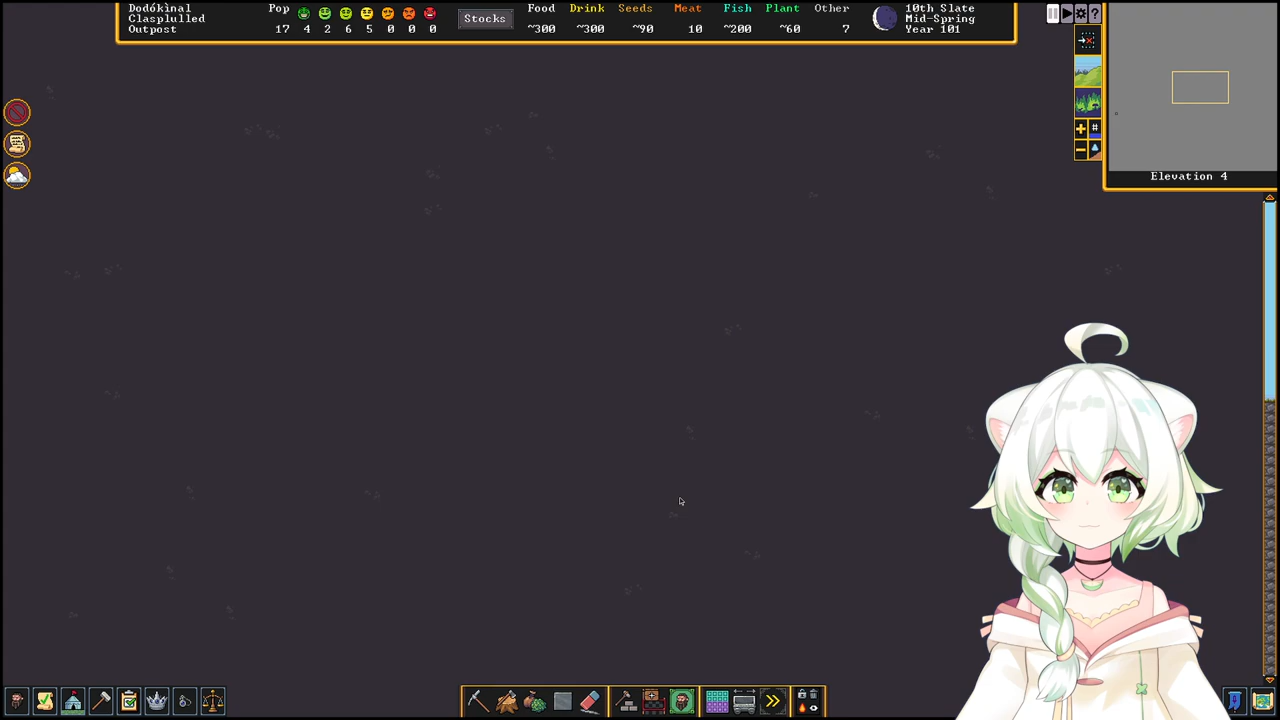 Dodókinal
Clasplulled
Outpost
Pop
17 4 2 6 5 0 0 0
Stocks
Food Drink Seeds Meat Fish Plant Other
~300 ~300 ~90 10 ~200 ~60 7
10th Slate
Mid-Spring
Year 101
?
#
Elevation 4